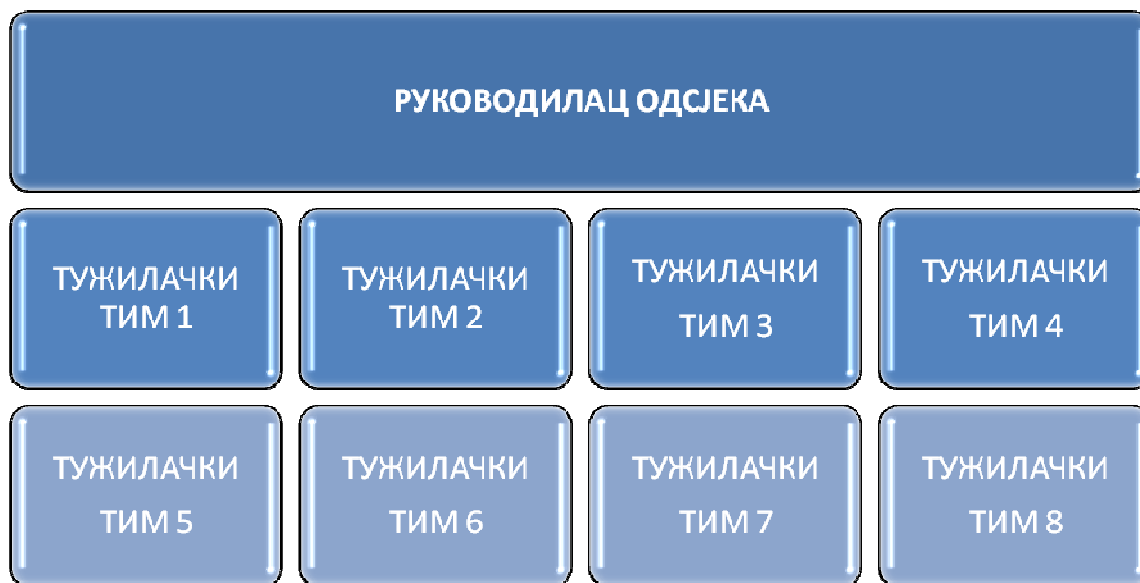 РУКОВОДИЛАЦ ОДСЈЕКА
ТУЖИЛАЧКИ
ТИМ 1
ТУЖИЛАЧКИ
ТИМ 2
ТУЖИЛАЧКИ
ТИМ 3
ТУЖИЛАЧКИ
ТИМ 4
ТУЖИЛАЧКИ
ТИМ 5
ТУЖИЛАЧКИ
ТИМ 6
ТУЖИЛАЧКИ
ТИМ 7
ТУЖИЛАЧКИ
ТИМ 8